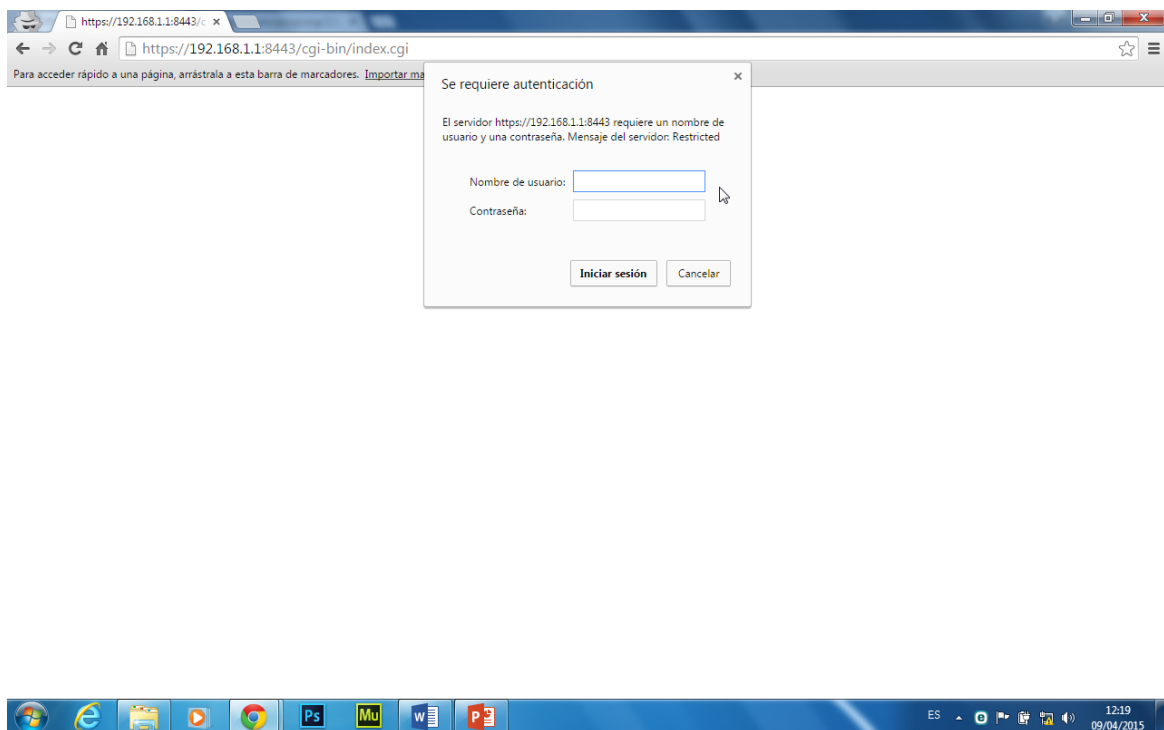 https://192.168.1.1:8443/c
https://192.168.1.1:8443/cgi-bin/index.cgi
Para acceder rápido a una página, arrástrala a esta barra de marcadores. Importar ma
Se requiere autenticación
El servidor https://192.168.1.1:8443 requiere un nombre de
usuario y una contraseña. Mensaje del servidor: Restricted
Nombre de usuario:
Contraseña:
Iniciar sesión
Cancelar
Ps
Mu
ES
12:19
09/04/2015